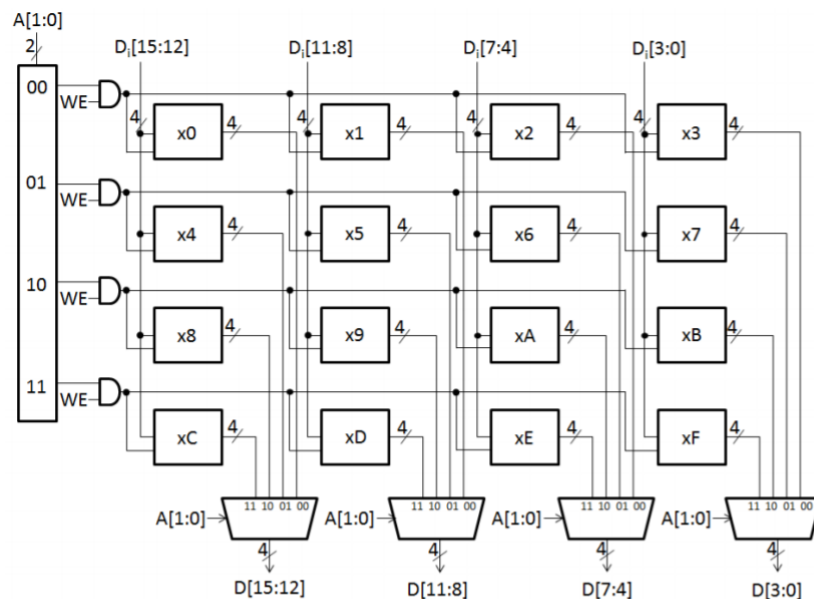 A[1:0]
2
Di[15:12] Di[11:8] Di[7:4] Di[3:0]
00
WE
4 4 4 4
x0 4 x1 4 x2 4 x3 4
01
WE
x4 4 x5 4 x6 4 x7 4
10
WE
x8 4 x9 4 xA 4 xB 4
11
WE
xC 4 xD 4 xE 4 xF 4
11 10 01 00 11 10 01 00 11 10 01 00 11 10 01 00
A[1:0] A[1:0] A[1:0] A[1:0]
4 4 4 4
D[15:12] D[11:8] D[7:4] D[3:0]